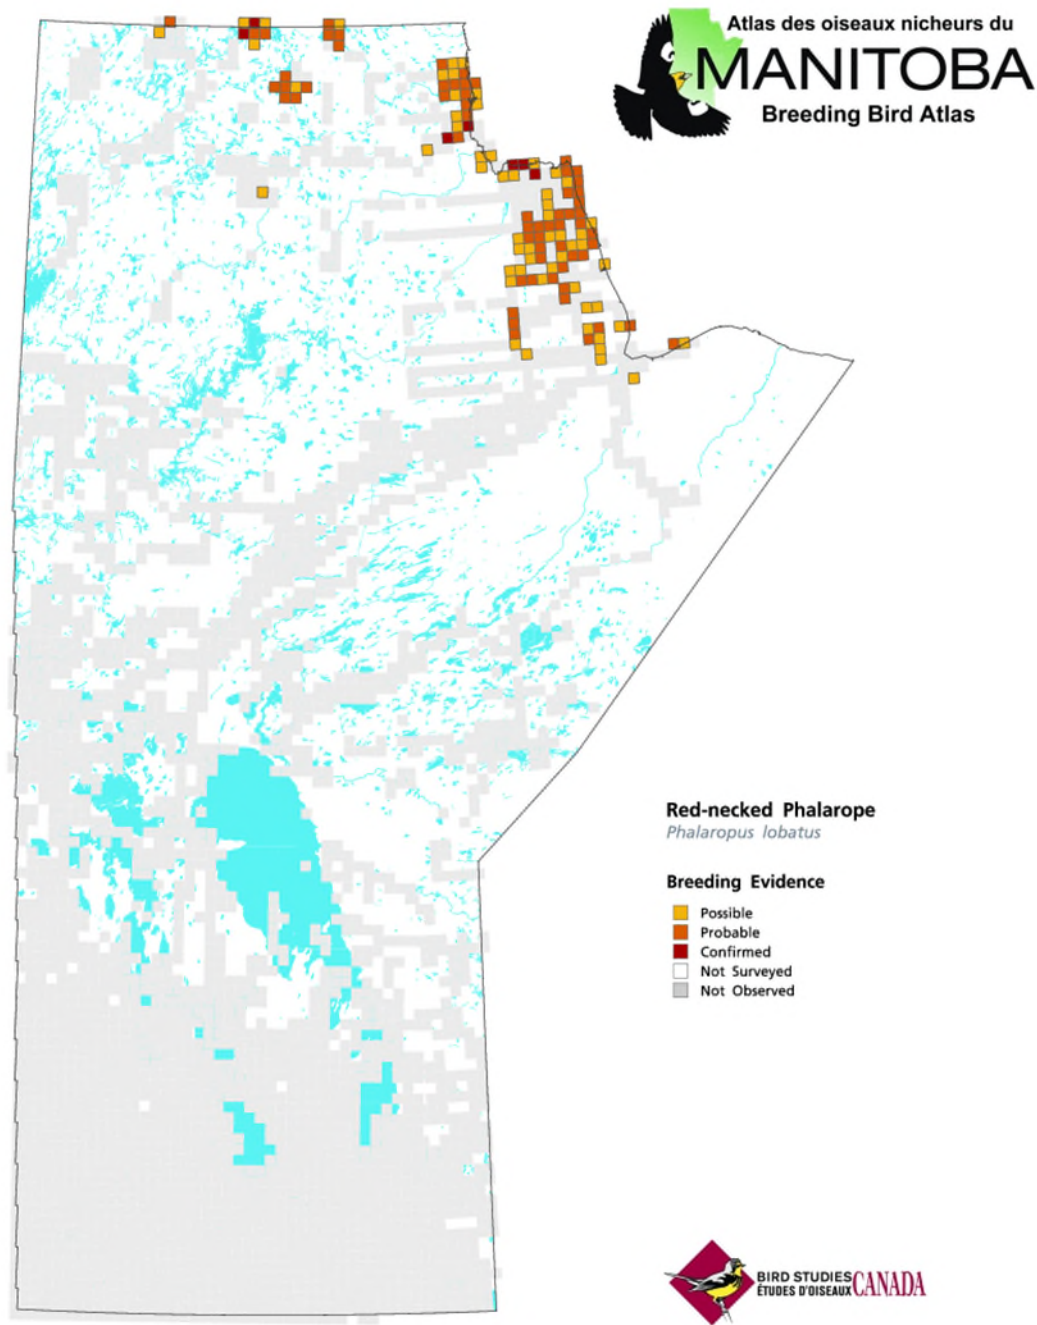 Atlas des oiseaux nicheurs du
MANITOBA
Breeding Bird Atlas
Red-necked Phalarope
Phalaropus lobatus
Breeding Evidence
Possible
Probable
Confirmed
Not Surveyed
Not Observed
BIRD STUDIES
ÉTUDES D'OISEAUX CANADA